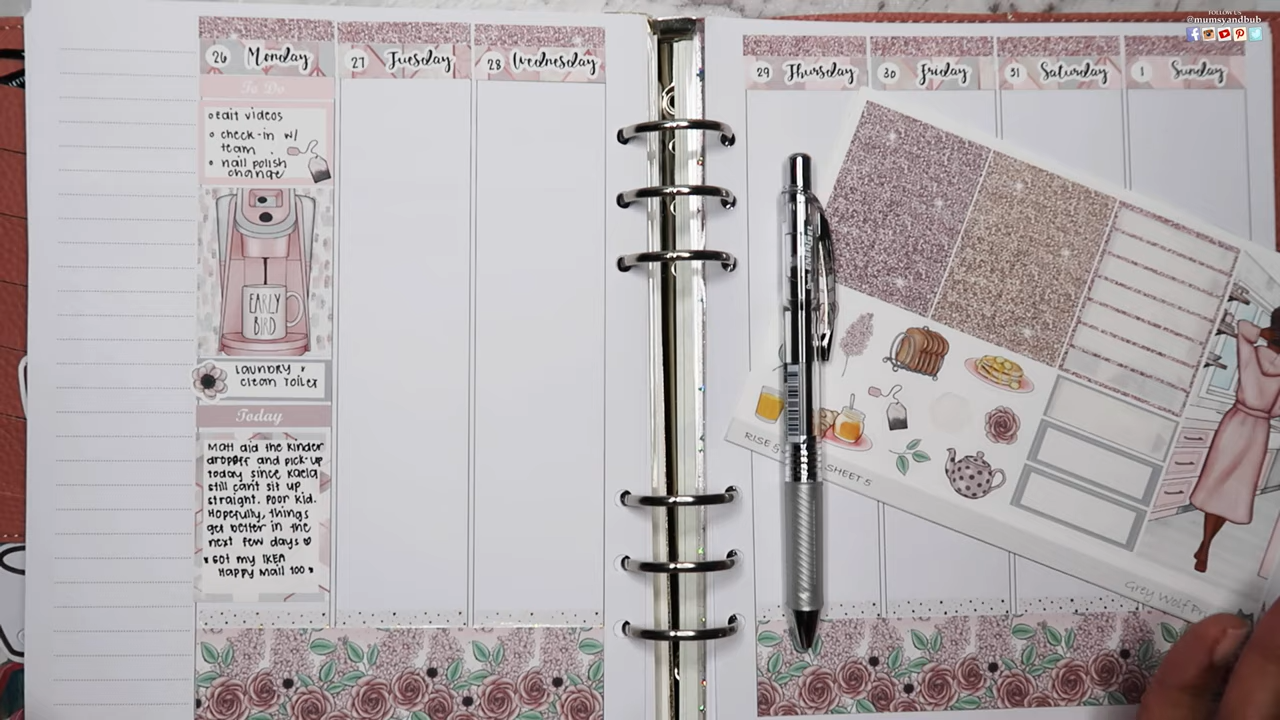 FOLLOW US
@mumsyandbub
26 Monday
27 Tuesday
28 Wednesday
29 Thursday
30 Friday
31 Saturday
1 Sunday
To Do
edit videos
check-in w/
team
nail polish
change
EARLY
BIRD
LAUNDRY &
clean toilet
Today
Matt did the kinder
dropoff and pick-up
today since Kaela
still can't sit up
straight. Poor kid.
Hopefully, things
get better in the
next few days
Got my IKEA
Happy Mail too
RISE
SHEET 5
Grey Wolf